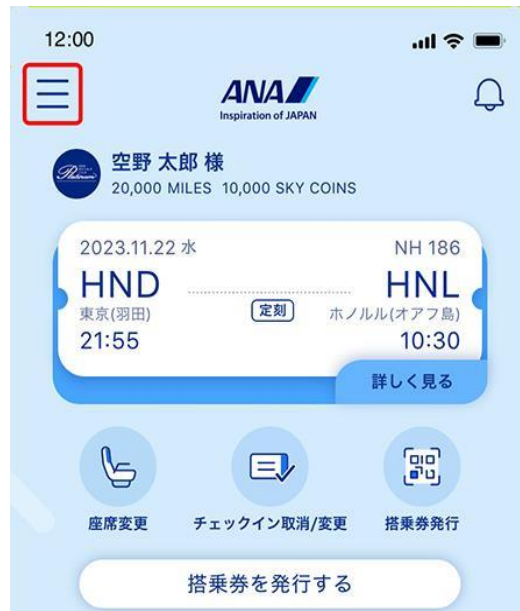 12:00
ANA
Inspiration of JAPAN
空野 太郎 様
20,000 MILES 10,000 SKY COINS
2023.11.22 水 NH 186
HND HNL
東京(羽田) 定刻 ホノルル(オアフ島)
21:55 10:30
詳しく見る
座席変更 チェックイン取消/変更 搭乗券発行
搭乗券を発行する